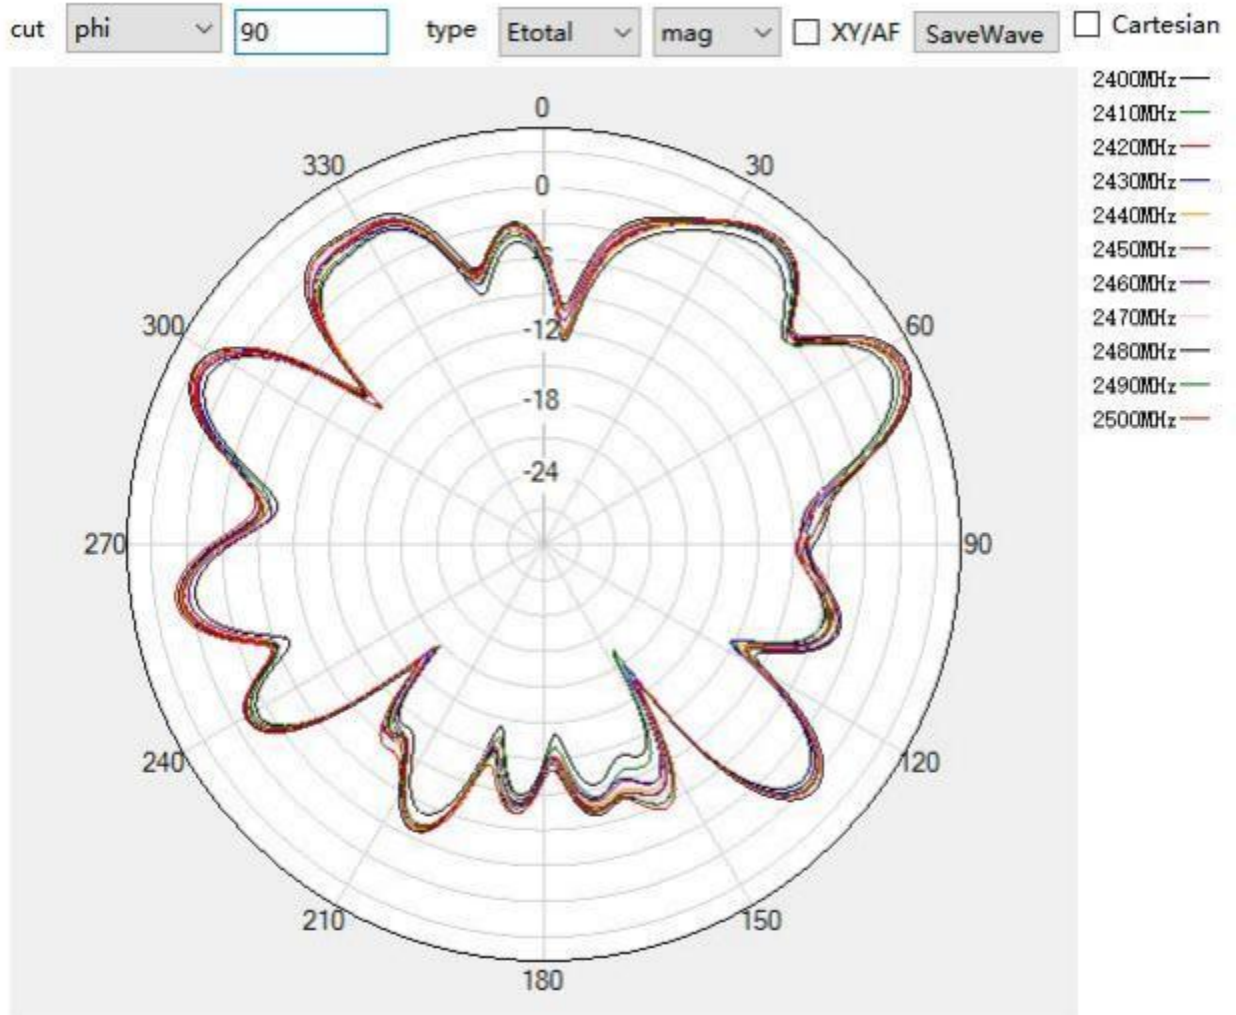 cut phi 90 type Etotal mag XY/AF SaveWave Cartesian
2400MHz
2410MHz
2420MHz
2430MHz
2440MHz
2450MHz
2460MHz
2470MHz
2480MHz
2490MHz
2500MHz
0
330 30
0
300 60
-12
-18
-24
270 90
240 120
210 150
180